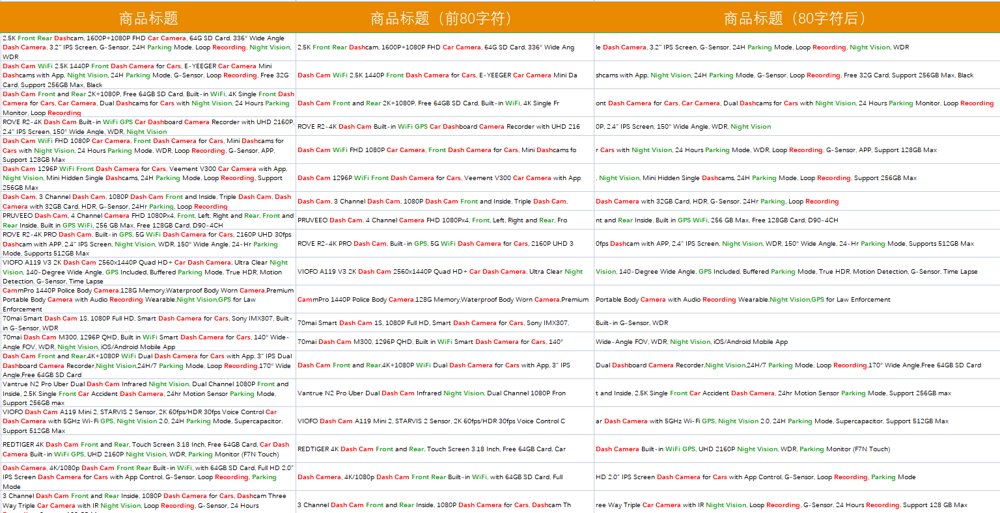 商品标题
商品标题（前80字符）
商品标题（80字符后）
2.5K Front Rear Dashcam, 1600P+1080P FHD Car Camera, 64G SD Card, 336° Wide Angle
Dash Camera, 3.2" IPS Screen, G-Sensor, 24H Parking Mode, Loop Recording, Night Vision,
WDR
2.5K Front Rear Dashcam, 1600P+1080P FHD Car Camera, 64G SD Card, 336° Wide Ang
le Dash Camera, 3.2" IPS Screen, G-Sensor, 24H Parking Mode, Loop Recording, Night Vision, WDR
Dash Cam WiFi 2.5K 1440P Front Dash Camera for Cars, E-YEEGER Car Camera Mini
Dashcams with App, Night Vision, 24H Parking Mode, G-Sensor, Loop Recording, Free 32G
Card, Support 256GB Max, Black
Dash Cam WiFi 2.5K 1440P Front Dash Camera for Cars, E-YEEGER Car Camera Mini Da
shcams with App, Night Vision, 24H Parking Mode, G-Sensor, Loop Recording, Free 32G Card, Support 256GB Max, Black
Dash Cam Front and Rear 2K+1080P, Free 64GB SD Card, Built-in WiFi, 4K Single Front Dash
Camera for Cars, Car Camera, Dual Dashcams for Cars with Night Vision, 24 Hours Parking
Monitor, Loop Recording
Dash Cam Front and Rear 2K+1080P, Free 64GB SD Card, Built-in WiFi, 4K Single Fr
ont Dash Camera for Cars, Car Camera, Dual Dashcams for Cars with Night Vision, 24 Hours Parking Monitor, Loop Recording
ROVE R2-4K Dash Cam Built-in WiFi GPS Car Dashboard Camera Recorder with UHD 2160P,
2.4" IPS Screen, 150° Wide Angle, WDR, Night Vision
ROVE R2-4K Dash Cam Built-in WiFi GPS Car Dashboard Camera Recorder with UHD 216
0P, 2.4" IPS Screen, 150° Wide Angle, WDR, Night Vision
Dash Cam WiFi FHD 1080P Car Camera, Front Dash Camera for Cars, Mini Dashcams for
Cars with Night Vision, 24 Hours Parking Mode, WDR, Loop Recording, G-Sensor, APP,
Support 128GB Max
Dash Cam WiFi FHD 1080P Car Camera, Front Dash Camera for Cars, Mini Dashcams fo
r Cars with Night Vision, 24 Hours Parking Mode, WDR, Loop Recording, G-Sensor, APP, Support 128GB Max
Dash Cam 1296P WiFi Front Dash Camera for Cars, Veement V300 Car Camera with App,
Night Vision, Mini Hidden Single Dashcams, 24H Parking Mode, Loop Recording, Support
256GB Max
Dash Cam 1296P WiFi Front Dash Camera for Cars, Veement V300 Car Camera with App
, Night Vision, Mini Hidden Single Dashcams, 24H Parking Mode, Loop Recording, Support 256GB Max
Dash Cam, 3 Channel Dash Cam, 1080P Dash Cam Front and Inside, Triple Dash Cam, Dash
Camera with 32GB Card, HDR, G-Sensor, 24Hr Parking, Loop Recording
Dash Cam, 3 Channel Dash Cam, 1080P Dash Cam Front and Inside, Triple Dash Cam,
Dash Camera with 32GB Card, HDR, G-Sensor, 24Hr Parking, Loop Recording
PRUVEEO Dash Cam, 4 Channel Camera FHD 1080Px4, Front, Left, Right and Rear, Front and
Rear Inside, Built in GPS WiFi, 256 GB Max, Free 128GB Card, D90-4CH
PRUVEEO Dash Cam, 4 Channel Camera FHD 1080Px4, Front, Left, Right and Rear, Fro
nt and Rear Inside, Built in GPS WiFi, 256 GB Max, Free 128GB Card, D90-4CH
ROVE R2-4K PRO Dash Cam, Built-in GPS, 5G WiFi Dash Camera for Cars, 2160P UHD 30fps
Dashcam with APP, 2.4" IPS Screen, Night Vision, WDR, 150° Wide Angle, 24-Hr Parking
Mode, Supports 512GB Max
ROVE R2-4K PRO Dash Cam, Built-in GPS, 5G WiFi Dash Camera for Cars, 2160P UHD 3
0fps Dashcam with APP, 2.4" IPS Screen, Night Vision, WDR, 150° Wide Angle, 24-Hr Parking Mode, Supports 512GB Max
VIOFO A119 V3 2K Dash Cam 2560x1440P Quad HD+ Car Dash Camera, Ultra Clear Night
Vision, 140-Degree Wide Angle, GPS Included, Buffered Parking Mode, True HDR, Motion
Detection, G-Sensor, Time Lapse
VIOFO A119 V3 2K Dash Cam 2560x1440P Quad HD+ Car Dash Camera, Ultra Clear Night
Vision, 140-Degree Wide Angle, GPS Included, Buffered Parking Mode, True HDR, Motion Detection, G-Sensor, Time Lapse
CammPro 1440P Police Body Camera,128G Memory,Waterproof Body Worn Camera,Premium
Portable Body Camera with Audio Recording Wearable,Night Vision,GPS for Law
Enforcement
CammPro 1440P Police Body Camera,128G Memory,Waterproof Body Worn Camera,Premium
Portable Body Camera with Audio Recording Wearable,Night Vision,GPS for Law Enforcement
70mai Smart Dash Cam 1S, 1080P Full HD, Smart Dash Camera for Cars, Sony IMX307, Built-
in G-Sensor, WDR
70mai Smart Dash Cam 1S, 1080P Full HD, Smart Dash Camera for Cars, Sony IMX307,
Built-in G-Sensor, WDR
70mai Dash Cam M300, 1296P QHD, Built in WiFi Smart Dash Camera for Cars, 140° Wide-
Angle FOV, WDR, Night Vision, iOS/Android Mobile App
70mai Dash Cam M300, 1296P QHD, Built in WiFi Smart Dash Camera for Cars, 140°
Wide-Angle FOV, WDR, Night Vision, iOS/Android Mobile App
Dash Cam Front and Rear,4K+1080P WiFi Dual Dash Camera for Cars with App, 3" IPS Dual
Dashboard Camera Recorder,Night Vision,24H/7 Parking Mode, Loop Recording,170° Wide
Angle,Free 64GB SD Card
Dash Cam Front and Rear,4K+1080P WiFi Dual Dash Camera for Cars with App, 3" IPS
Dual Dashboard Camera Recorder,Night Vision,24H/7 Parking Mode, Loop Recording,170° Wide Angle,Free 64GB SD Card
Vantrue N2 Pro Uber Dual Dash Cam Infrared Night Vision, Dual Channel 1080P Front and
Inside, 2.5K Single Front Car Accident Dash Camera, 24hr Motion Sensor Parking Mode,
Support 256GB max
Vantrue N2 Pro Uber Dual Dash Cam Infrared Night Vision, Dual Channel 1080P Fron
t and Inside, 2.5K Single Front Car Accident Dash Camera, 24hr Motion Sensor Parking Mode, Support 256GB max
VIOFO Dash Cam A119 Mini 2, STARVIS 2 Sensor, 2K 60fps/HDR 30fps Voice Control Car
Dash Camera with 5GHz Wi-Fi GPS, Night Vision 2.0, 24H Parking Mode, Supercapacitor,
Support 512GB Max
VIOFO Dash Cam A119 Mini 2, STARVIS 2 Sensor, 2K 60fps/HDR 30fps Voice Control C
ar Dash Camera with 5GHz Wi-Fi GPS, Night Vision 2.0, 24H Parking Mode, Supercapacitor, Support 512GB Max
REDTIGER 4K Dash Cam Front and Rear, Touch Screen 3.18 Inch, Free 64GB Card, Car Dash
Camera Built-in WiFi GPS, UHD 2160P Night Vision, WDR, Parking Monitor (F7N Touch)
REDTIGER 4K Dash Cam Front and Rear, Touch Screen 3.18 Inch, Free 64GB Card, Car
Dash Camera Built-in WiFi GPS, UHD 2160P Night Vision, WDR, Parking Monitor (F7N Touch)
Dash Camera, 4K/1080p Dash Cam Front Rear Built-in WiFi, with 64GB SD Card, Full HD 2.0"
IPS Screen Dash Camera for Cars with App Control, G-Sensor, Loop Recording, Parking
Mode
Dash Camera, 4K/1080p Dash Cam Front Rear Built-in WiFi, with 64GB SD Card, Full
HD 2.0" IPS Screen Dash Camera for Cars with App Control, G-Sensor, Loop Recording, Parking Mode
3 Channel Dash Cam Front and Rear Inside, 1080P Dash Camera for Cars, Dashcam Three
Way Triple Car Camera with IR Night Vision, Loop Recording, G-Sensor, 24 Hours
3 Channel Dash Cam Front and Rear Inside, 1080P Dash Camera for Cars, Dashcam Th
ree Way Triple Car Camera with IR Night Vision, Loop Recording, G-Sensor, 24 Hours Recording, Support 128 GB Max